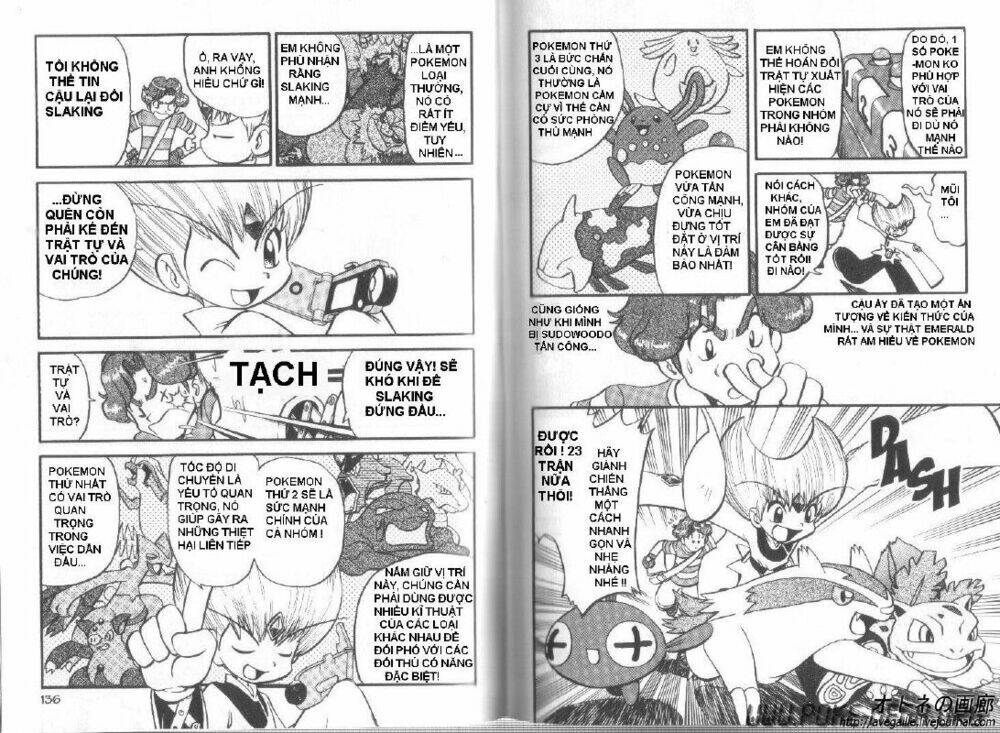 TÔI KHÔNG
THỂ TIN
CẬU LẠI ĐỔI
SLAKING
Ồ, RA VẬY,
ANH KHÔNG
HIỂU CHỨ GÌ!
EM KHÔNG
PHỦ NHẬN
RẰNG
SLAKING
MẠNH...
...LÀ MỘT
POKEMON
LOẠI
THƯỜNG,
NÓ CÓ
RẤT ÍT
ĐIỂM YẾU,
TUY
NHIÊN...
...ĐỪNG
QUÊN CÒN
PHẢI KỂ ĐẾN
TRẬT TỰ VÀ
VAI TRÒ CỦA
CHÚNG!
TRẬT
TỰ
VÀ
VAI
TRÒ?
TẠCH
ĐÚNG VẬY! SẼ
KHÓ KHI ĐỂ
SLAKING
ĐỨNG ĐẦU...
POKEMON
THỨ NHẤT
CÓ VAI TRÒ
QUAN
TRỌNG
TRONG
VIỆC DẪN
ĐẦU...
TỐC ĐỘ DI
CHUYỂN LÀ
YẾU TỐ QUAN
TRỌNG, NÓ
GIÚP GÂY RA
NHỮNG THIỆT
HẠI LIÊN TIẾP
POKEMON
THỨ 2 SẼ LÀ
SỨC MẠNH
CHÍNH CỦA
CẢ NHÓM !
NẮM GIỮ VỊ TRÍ
NÀY, CHÚNG CẦN
PHẢI DÙNG ĐƯỢC
NHIỀU KĨ THUẬT
CỦA CÁC LOẠI
KHÁC NHAU ĐỂ
ĐỐI PHÓ VỚI CÁC
ĐỐI THỦ CÓ NĂNG
ĐẶC BIỆT!
136
POKEMON THỨ
3 LÀ ĐỨC CHẮN
CUỐI CÙNG, NÓ
THƯỜNG LÀ
POKEMON CẦM
CỰ VÌ THẾ CẦN
CÓ SỨC PHÒNG
THỦ MẠNH
POKEMON
VỪA TẤN
CÔNG MẠNH,
VỪA CHỊU
ĐỰNG TỐT
ĐẶT Ở VỊ TRÍ
NÀY LÀ ĐẢM
BẢO NHẤT!
EM KHÔNG
THỂ HOÁN ĐỔI
TRẬT TỰ XUẤT
HIỆN CÁC
POKEMON
TRONG NHÓM
PHẢI KHÔNG
NÀO!
DO ĐÓ, 1
SỐ POKE
-MON KO
PHÙ HỢP
VỚI VAI
TRÒ CỦA
NÓ SẼ PHẢI
ĐI DÙ NÓ
MẠNH
THẾ NÀO
NÓI CÁCH
KHÁC,
NHÓM CỦA
EM ĐÃ ĐẠT
ĐƯỢC SỰ
CÂN BẰNG
TỐT RỒI!
ĐI NÀO!
MŨI
TÔI
...
CŨNG GIỐNG
NHƯ KHI MÌNH
BỊ SUDOWOODO
TẤN CÔNG...
CẬU ẤY ĐÃ TẠO MỘT ẤN
TƯỢNG VỀ KIẾN THỨC CỦA
MÌNH... VÀ SỰ THẬT EMERALD
RẤT AM HIỂU VỀ POKEMON
ĐƯỢC
RỒI ! 23
TRẬN
NỮA
THÔI!
HÃY
GIÀNH
CHIẾN
THẮNG
MỘT
CÁCH
NHANH
GỌN VÀ
NHẸ
NHÀNG
NHÉ !!
DASH
オトネの画廊
http://avegaille.livejournal.com